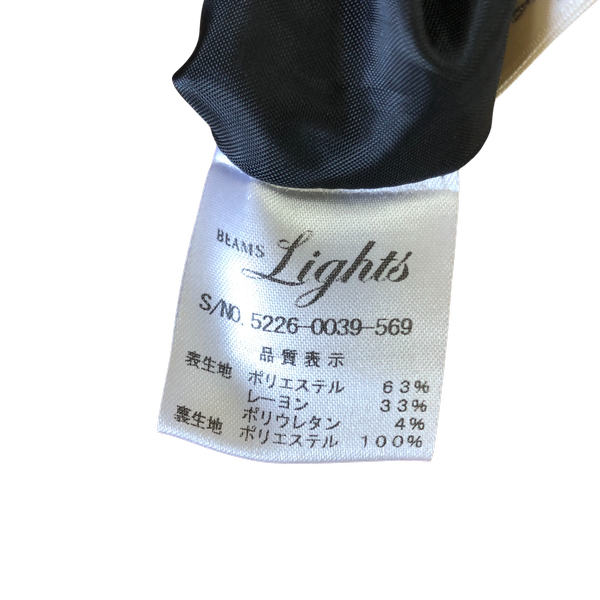 BEAMS Lights
S/NO. 5226-0039-569
品質表示
表生地 ポリエステル 63%
レーヨン 33%
ポリウレタン 4%
裏生地 ポリエステル 100%